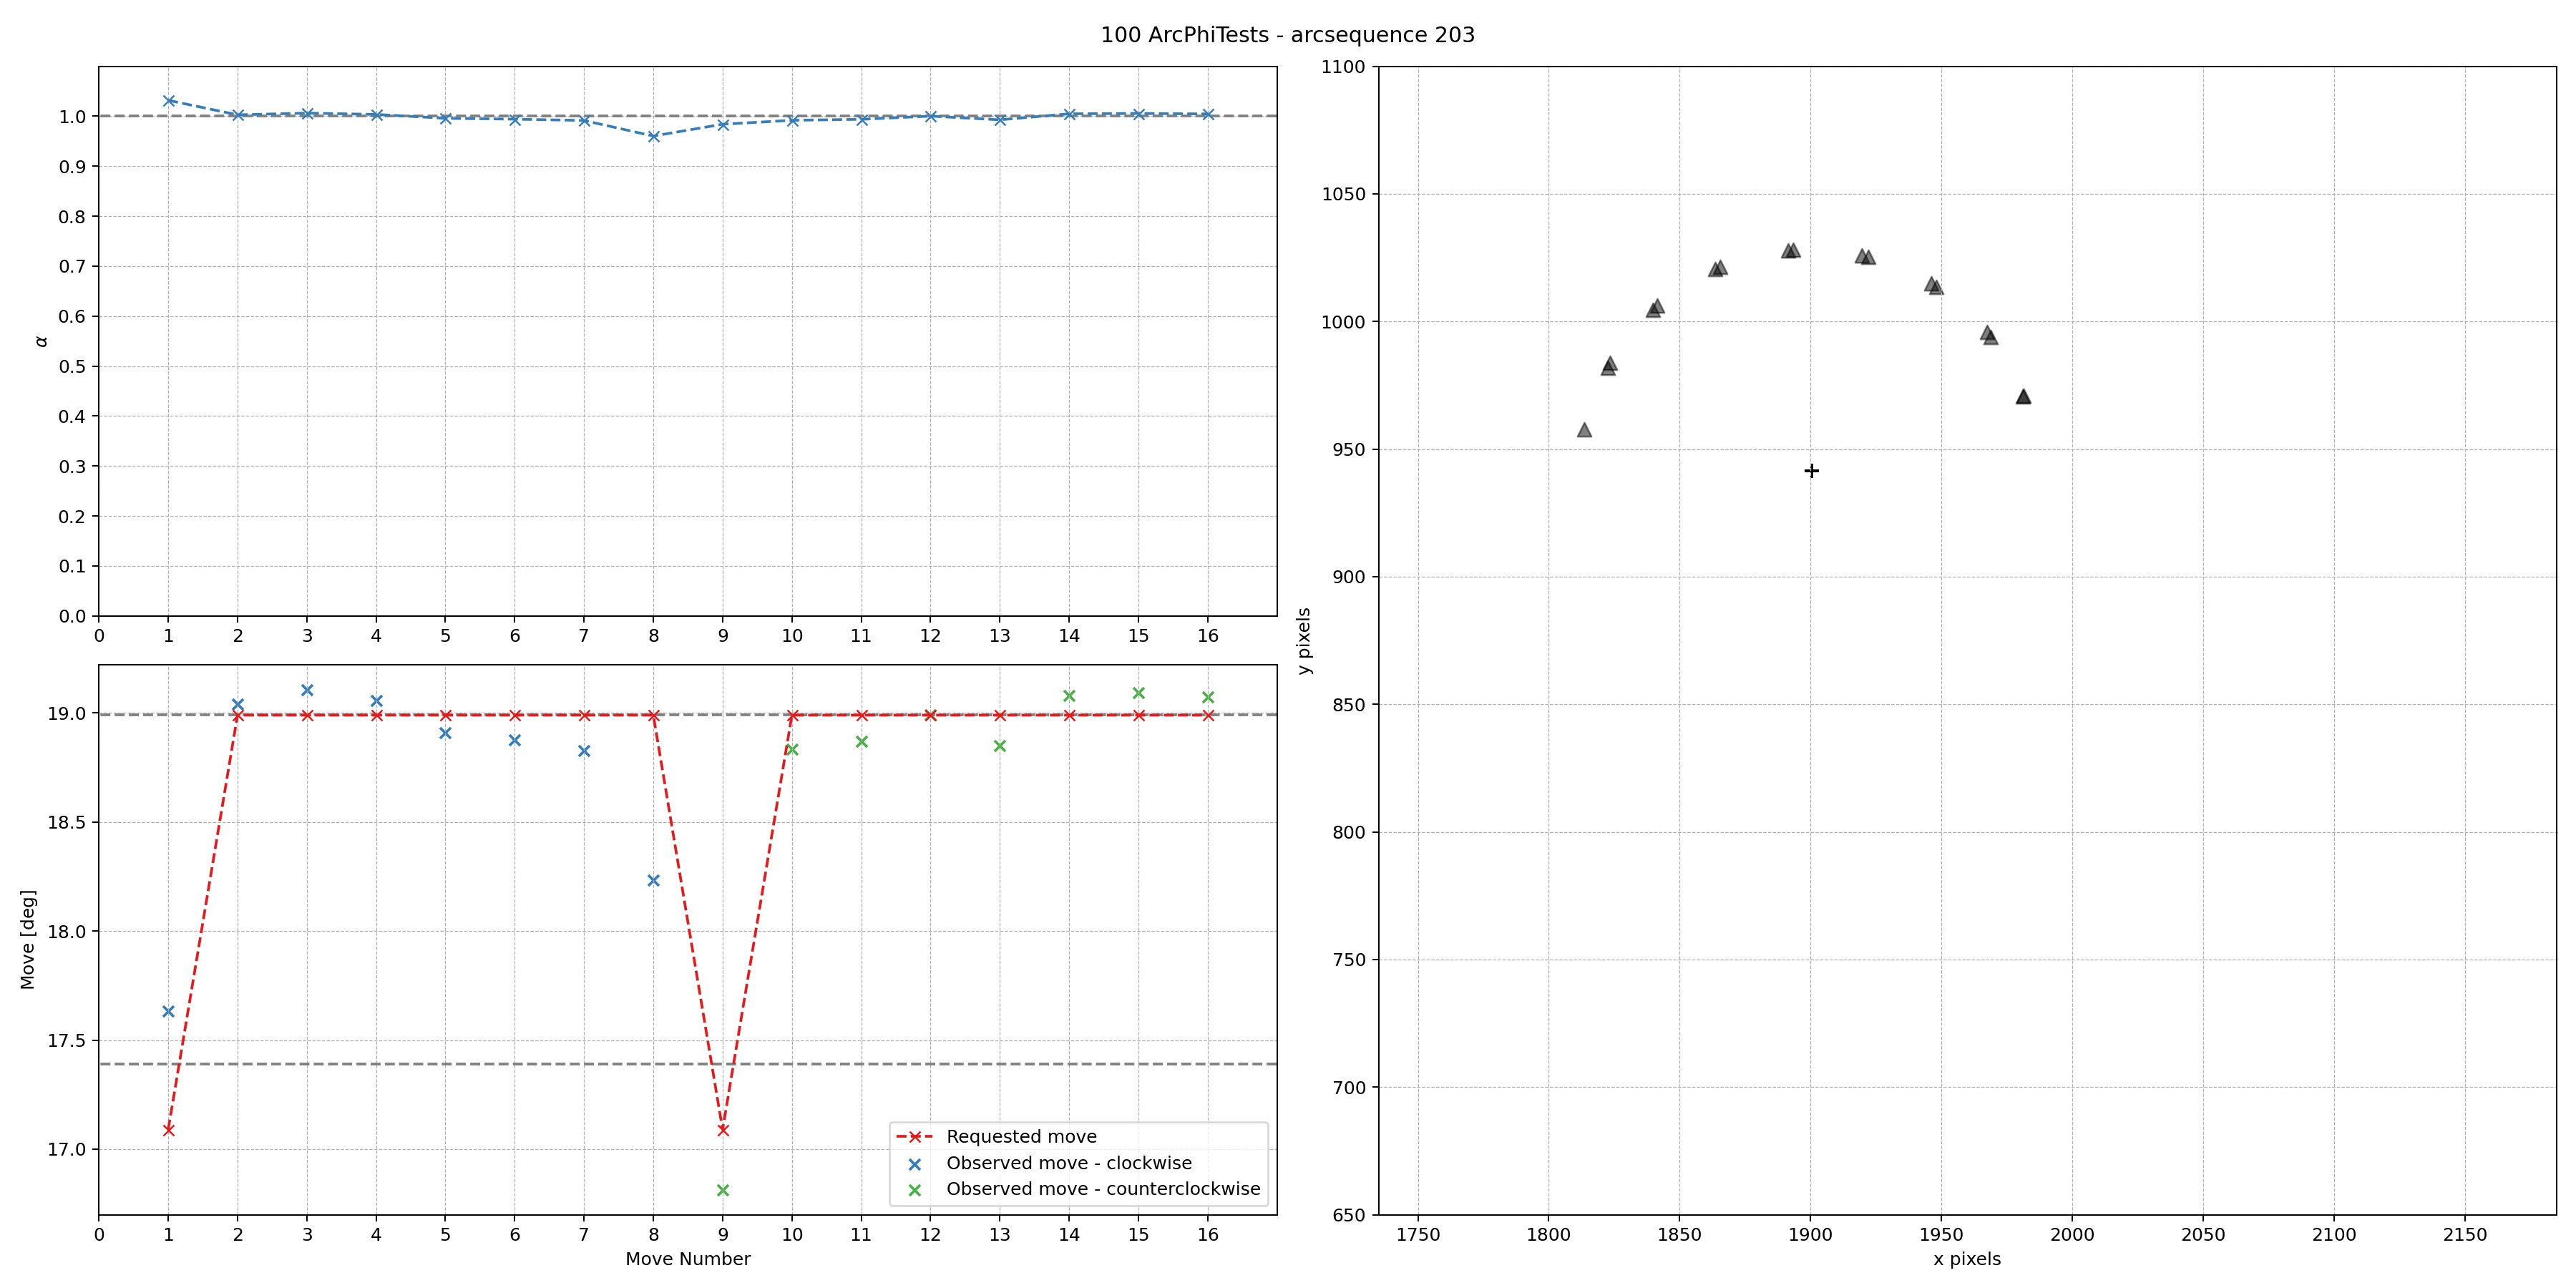 100 ArcPhiTests - arcsequence 203
1.0
0.9
0.8
0.7
0.6
0.5
0.4
0.3
0.2
0.1
0.0
α
0 1 2 3 4 5 6 7 8 9 10 11 12 13 14 15 16
19.0
18.5
18.0
17.5
17.0
Move [deg]
Requested move
Observed move - clockwise
Observed move - counterclockwise
0 1 2 3 4 5 6 7 8 9 10 11 12 13 14 15 16
Move Number
1100
1050
1000
950
900
850
800
750
700
650
y pixels
1750 1800 1850 1900 1950 2000 2050 2100 2150
x pixels